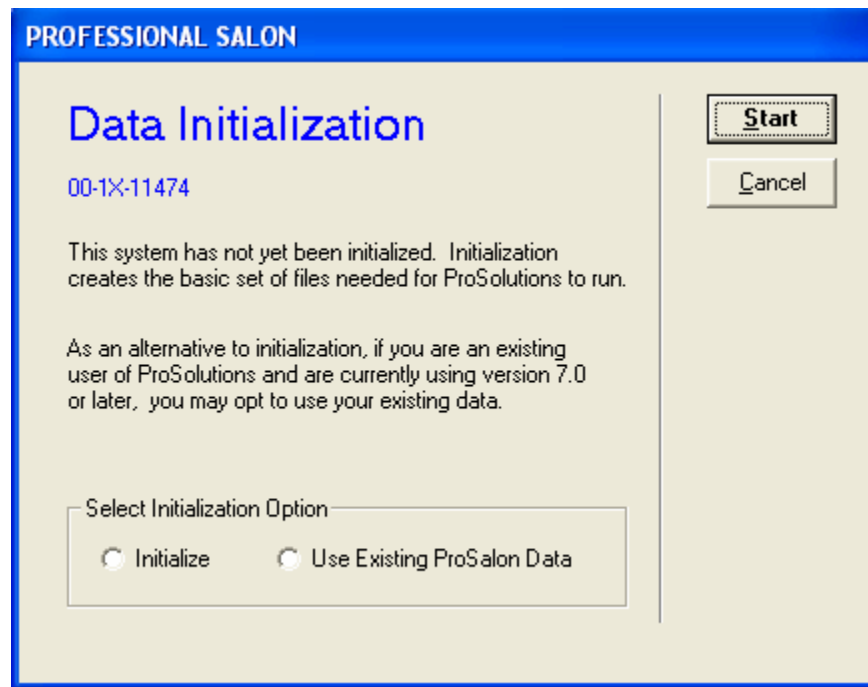 PROFESSIONAL SALON
Data Initialization
00-1X-11474
This system has not yet been initialized. Initialization
creates the basic set of files needed for ProSolutions to run.
As an alternative to initialization, if you are an existing
user of ProSolutions and are currently using version 7.0
or later, you may opt to use your existing data.
Select Initialization Option
Initialize
Use Existing ProSalon Data
Start
Cancel